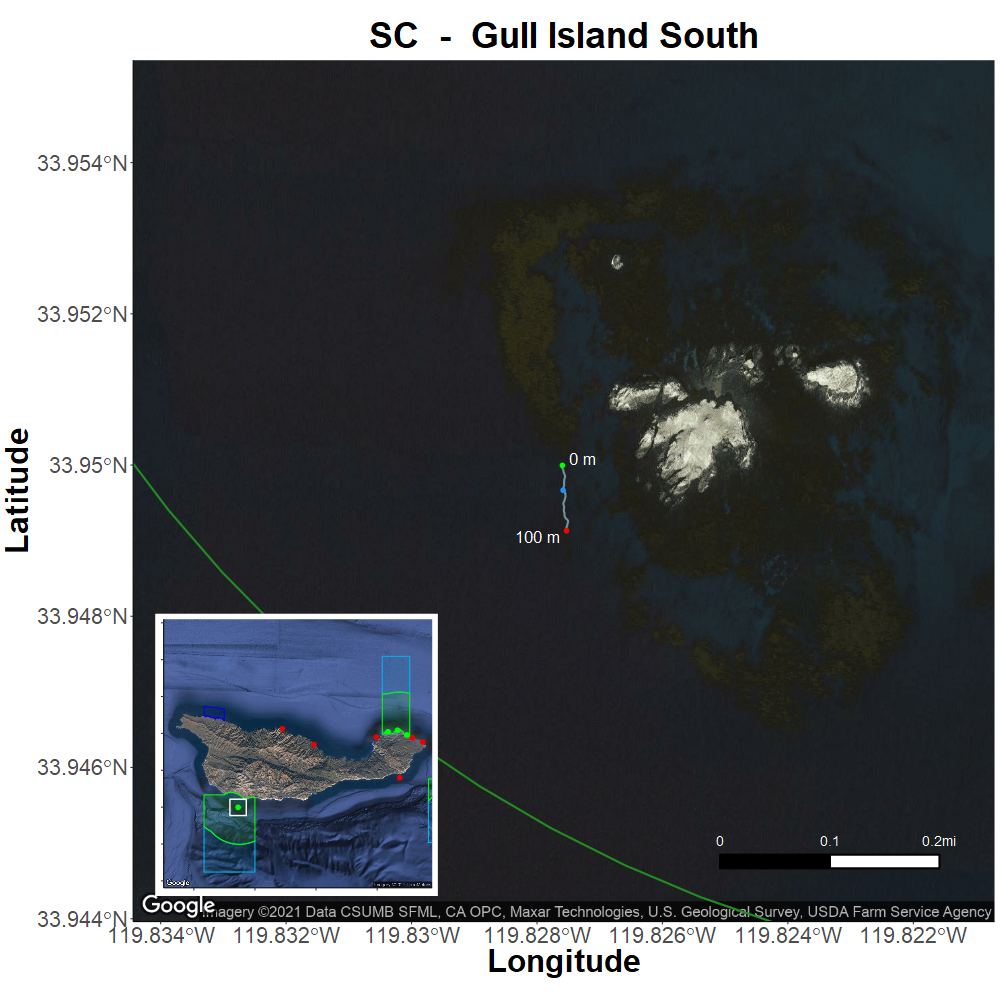 SC - Gull Island South
Latitude
33.954°N
33.952°N
33.95°N
33.948°N
33.946°N
33.944°N
0 m
100 m
0 0.1 0.2mi
Google
Google
Imagery ©2021 Data CSUMB SFML, CA OPC, Maxar Technologies, U.S. Geological Survey, USDA Farm Service Agency
119.834°W 119.832°W 119.83°W 119.828°W 119.826°W 119.824°W 119.822°W
Longitude